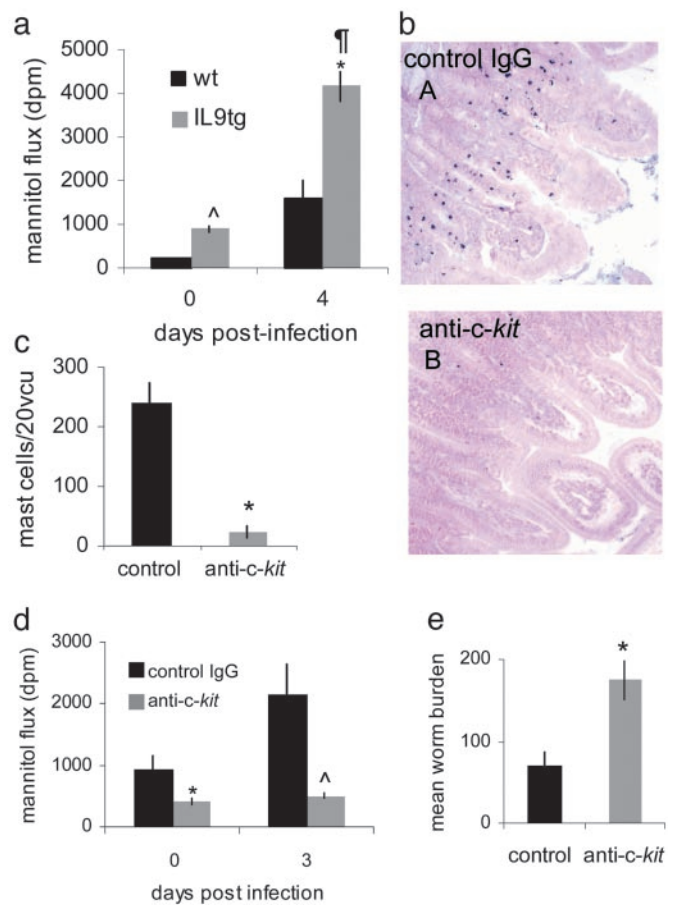 a
mannitol flux (dpm)
5000
4000
3000
2000
1000
0
wt
IL9tg
^
¶
*
0 4
days post-infection
b
control IgG
A
anti-c-kit
B
c
mast cells/20vcu
300
200
100
0
*
control anti-c-kit
d
mannitol flux (dpm)
3000
2000
1000
0
control IgG
anti-c-kit
*
^
0 3
days post infection
e
mean worm burden
200
100
0
*
control anti-c-kit